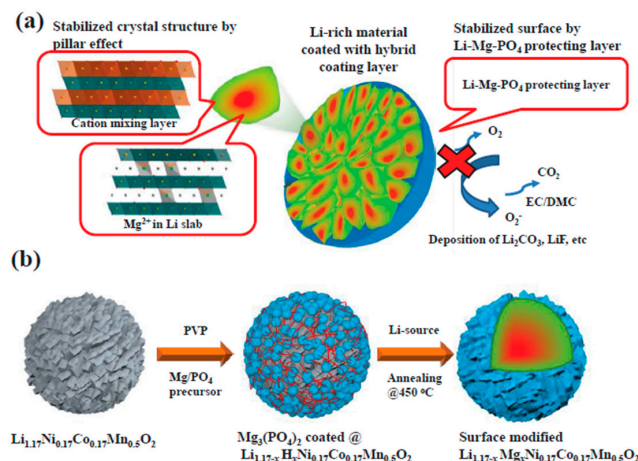 (a)
Stabilized crystal structure by
pillar effect
Cation mixing layer
Mg²⁺ in Li slab
Li-rich material
coated with hybrid
coating layer
Stabilized surface by
Li-Mg-PO₄ protecting layer
Li-Mg-PO₄ protecting layer
O₂
CO₂
EC/DMC
O₂⁻
Deposition of Li₂CO₃, LiF, etc
(b)
PVP
Mg/PO₄
precursor
Li-source
Annealing
@450 °C
Li₁.₁₇Ni₀.₁₇Co₀.₁₇Mn₀.₅O₂
Mg₃(PO₄)₂ coated @
Li₁.₁₇₋ₓHₓNi₀.₁₇Co₀.₁₇Mn₀.₅O₂
Surface modified
Li₁.₁₇₋ₓMgₓNi₀.₁₇Co₀.₁₇Mn₀.₅O₂